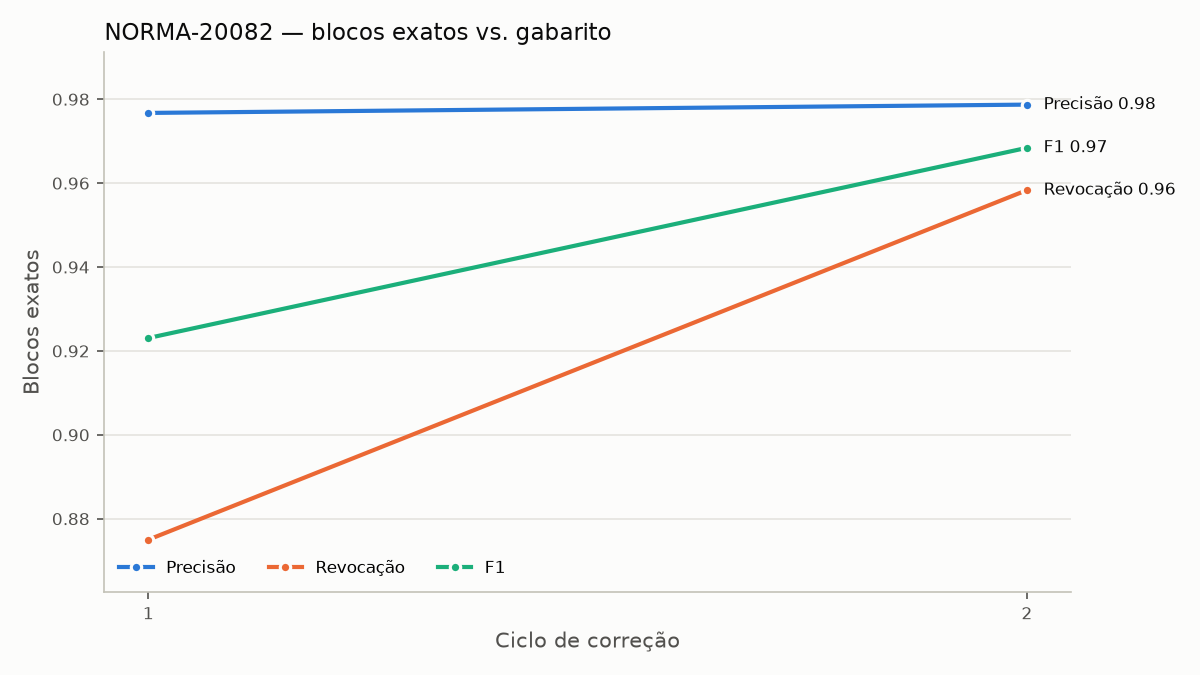 NORMA-20082 — blocos exatos vs. gabarito
Blocos exatos
0.98
0.96
0.94
0.92
0.90
0.88
Precisão 0.98
F1 0.97
Revocação 0.96
Precisão
Revocação
F1
1
2
Ciclo de correção